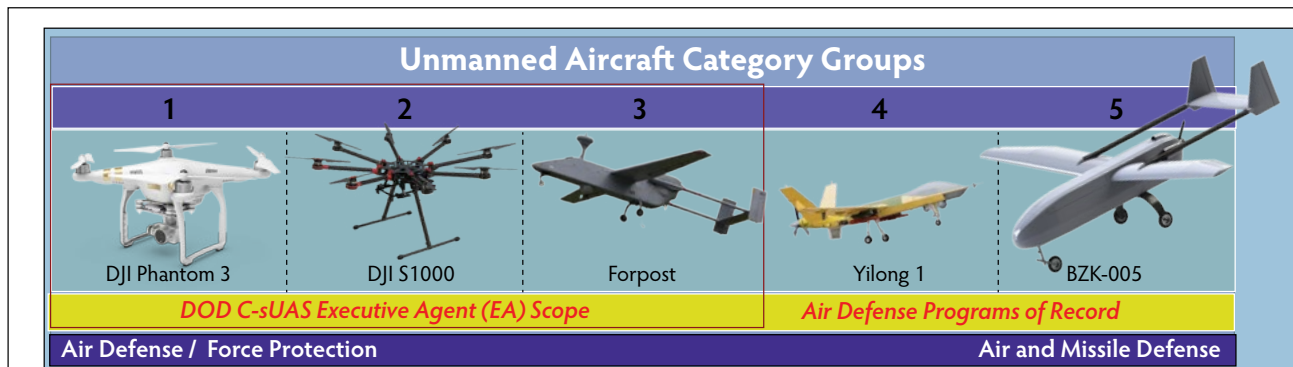 Unmanned Aircraft Category Groups
1 2 3 4 5
DJI Phantom 3 DJI S1000 Forpost Yilong 1 BZK-005
DOD C-sUAS Executive Agent (EA) Scope Air Defense Programs of Record
Air Defense / Force Protection Air and Missile Defense